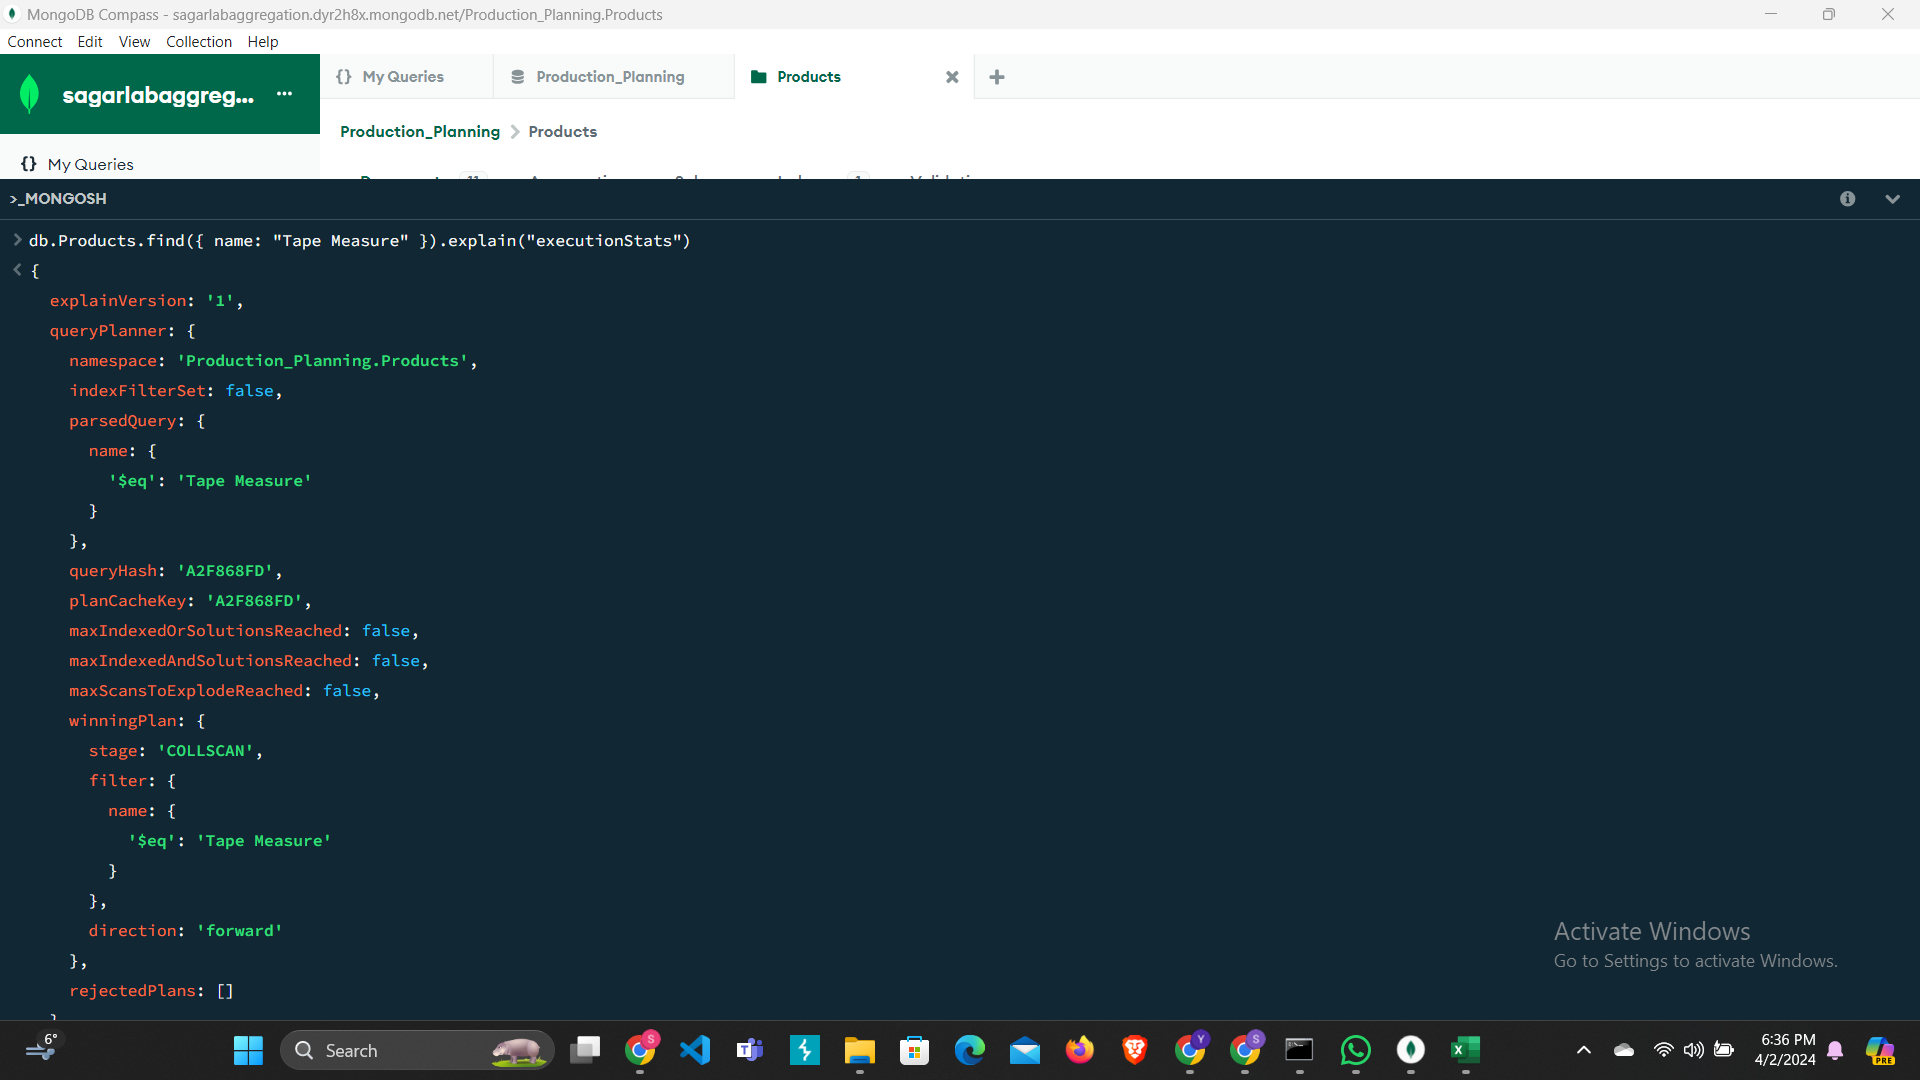 MongoDB Compass - sagarlabaggregation.dyr2h8x.mongodb.net/Production_Planning.Products
Connect Edit View Collection Help
sagarlabaggreg... ...
{} My Queries
Production_Planning
Products
Production_Planning > Products
{} My Queries
>_MONGOSH
> db.Products.find({ name: "Tape Measure" }).explain("executionStats")
< {
explainVersion: '1',
queryPlanner: {
namespace: 'Production_Planning.Products',
indexFilterSet: false,
parsedQuery: {
name: {
'$eq': 'Tape Measure'
}
},
queryHash: 'A2F868FD',
planCacheKey: 'A2F868FD',
maxIndexedOrSolutionsReached: false,
maxIndexedAndSolutionsReached: false,
maxScansToExplodeReached: false,
winningPlan: {
stage: 'COLLSCAN',
filter: {
name: {
'$eq': 'Tape Measure'
}
},
direction: 'forward'
},
rejectedPlans: []
Activate Windows
Go to Settings to activate Windows.
6°
Search
S
Y
S
6:36 PM
4/2/2024
PRE